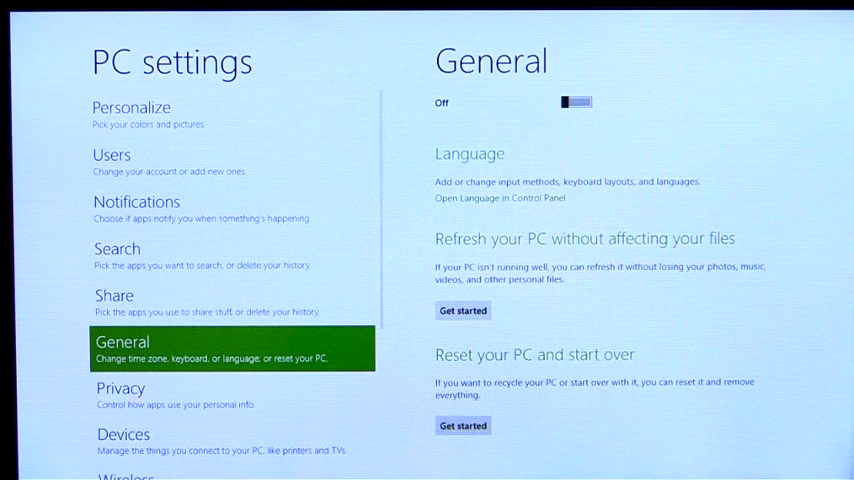 PC settings
Personalize
Pick your colors and pictures.
Users
Change your account or add new ones.
Notifications
Choose if apps notify you when something's happening.
Search
Pick the apps you want to search, or delete your history.
Share
Pick the apps you use to share stuff, or delete your history.
General
Change time zone, keyboard, or language; or reset your PC.
Privacy
Control how apps use your personal info.
Devices
Manage the things you connect to your PC, like printers and TVs.
Wireless
General
Off
Language
Add or change input methods, keyboard layouts, and languages.
Open Language in Control Panel
Refresh your PC without affecting your files
If your PC isn't running well, you can refresh it without losing your photos, music,
videos, and other personal files.
Get started
Reset your PC and start over
If you want to recycle your PC or start over with it, you can reset it and remove
everything.
Get started